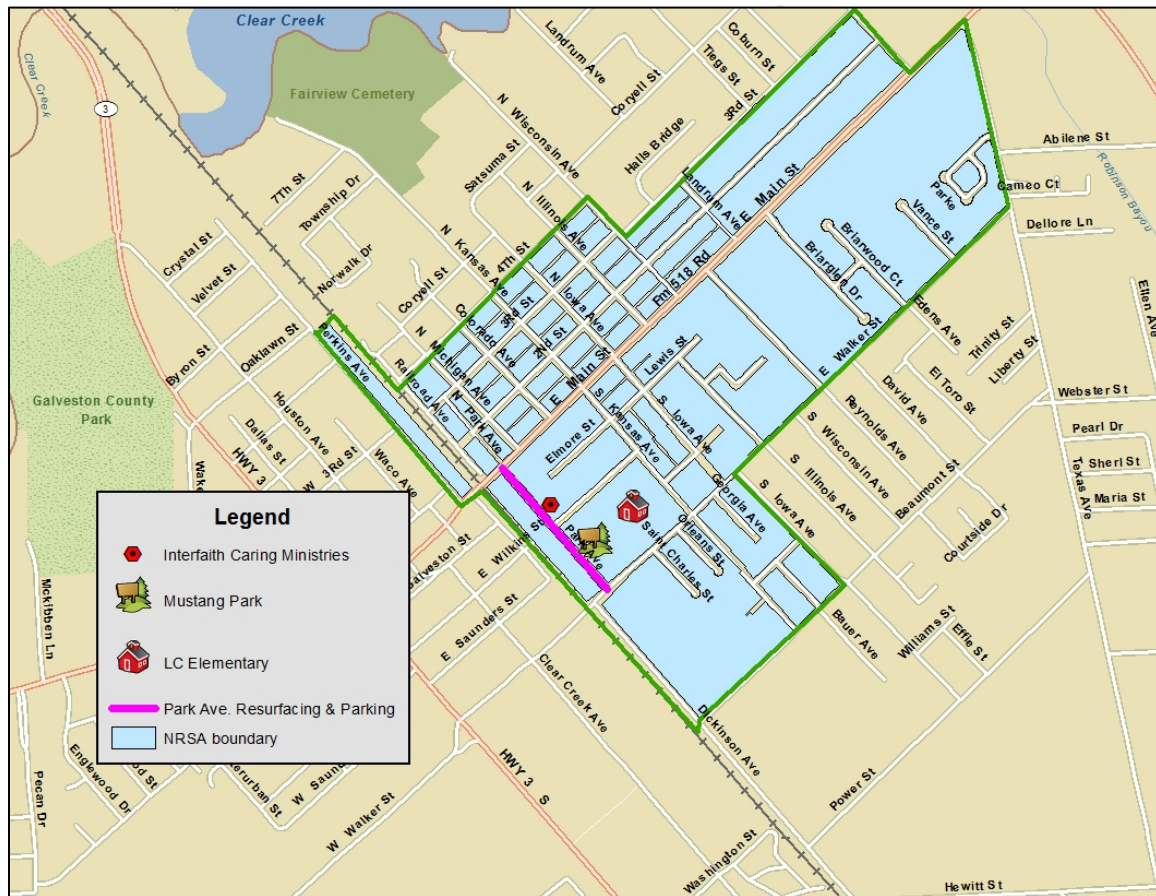 Clear Creek
Clear Creek
3
Fairview Cemetery
Landrum Ave
Coburn St
Tiegs St
Coryell St
3Rd St
Halls Bridge
N Wisconsin Ave
Satsuma St
N Illinois Ave
7Th St
Township Dr
Norwalk Dr
N Kansas Ave
4Th St
Coryell St
Crystal St
Velvet St
Byron St
Oaklawn St
Perkins Ave
Railroad Ave
N Michigan Ave
Colorado Ave
3Rd St
2Nd St
N Iowa Ave
N Park Ave
E Main St
Fm 518 Rd
Landrum Ave
E Main St
Abilene St
Robinson Bayou
Cameo Ct
Dellore Ln
Parke
Vance St
Briarwood Ct
Briarglen Dr
Edens Ave
E Walker St
Ellen Ave
Trinity St
Liberty St
El Toro St
David Ave
Reynolds Ave
Webster St
Pearl Dr
Sherl St
Maria St
Texas Ave
Beaumont St
Courtside Dr
S Wisconsin Ave
S Illinois Ave
S Iowa Ave
Lewis St
S Kansas Ave
S Iowa Ave
Georgia Ave
Elmore St
Orleans St
Saint Charles St
Park Ave
Galveston County
Park
Houston Ave
Dallas St
HWY 3
W 3Rd St
Waco Ave
E Wilkins St
Galveston St
E Saunders St
Clear Creek Ave
Bauer Ave
Williams St
Effie St
Dickinson Ave
Power St
Washington St
Hewitt St
HWY 3 S
W Walker St
W Saun
Englewood Dr
Pecan Dr
Mckibben Ln
Legend
Interfaith Caring Ministries
Mustang Park
LC Elementary
Park Ave. Resurfacing & Parking
NRSA boundary